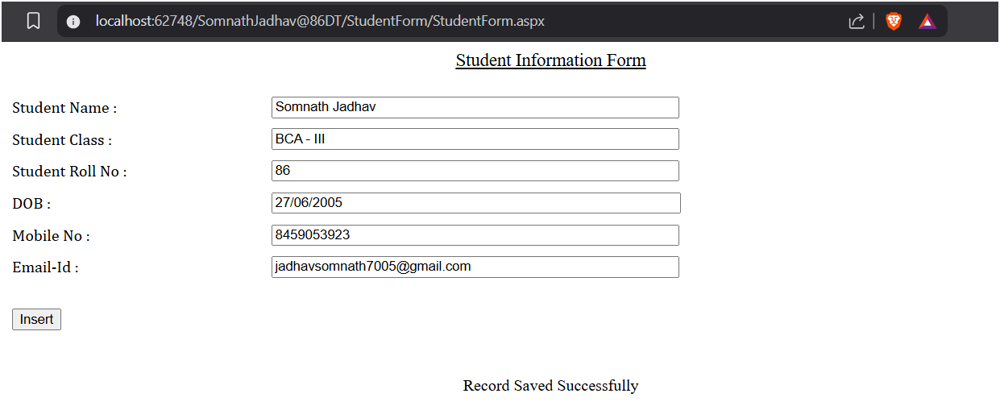 localhost:62748/SomnathJadhav@86DT/StudentForm/StudentForm.aspx
Student Information Form
Student Name : Somnath Jadhav
Student Class : BCA - III
Student Roll No : 86
DOB : 27/06/2005
Mobile No : 8459053923
Email-Id : jadhavsomnath7005@gmail.com
Insert
Record Saved Successfully